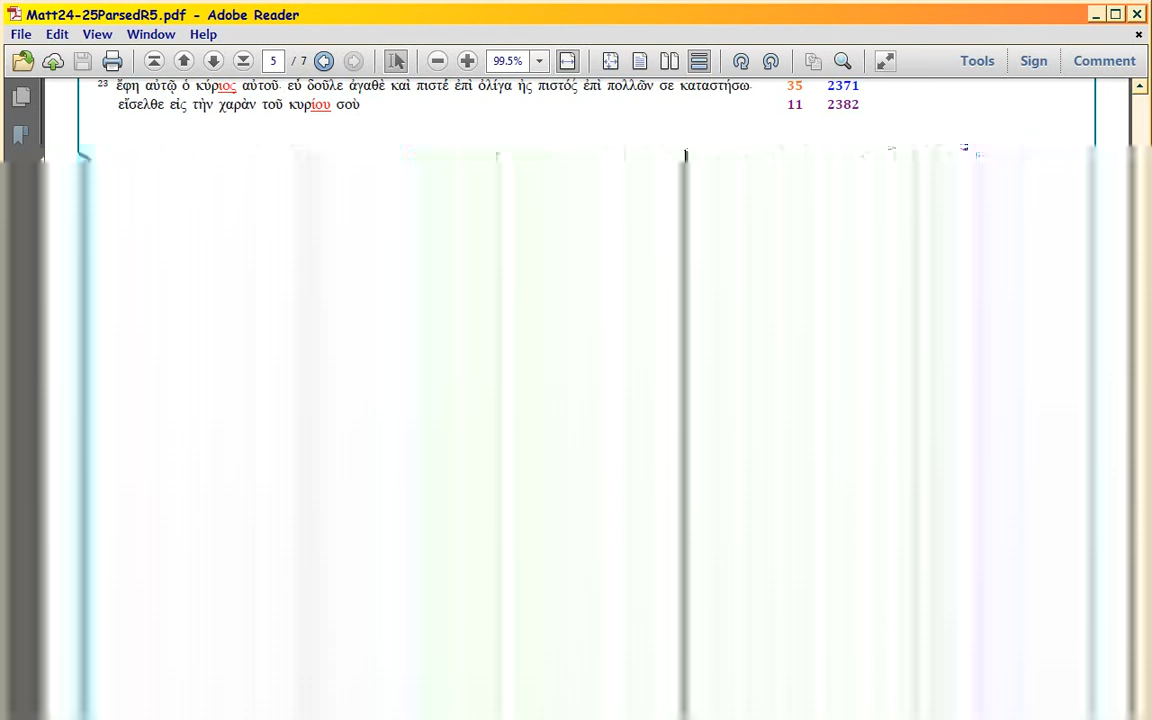 Matt24-25ParsedR5.pdf - Adobe Reader
File Edit View Window Help
5 / 7 99.5% Tools Sign Comment
23 ἔφη αὐτῷ ὁ κύριος αὐτοῦ· εὖ δοῦλε ἀγαθὲ καὶ πιστέ ἐπὶ ὀλίγα ἦς πιστός ἐπὶ πολλῶν σε καταστήσω· 35 2371
εἴσελθε εἰς τὴν χαρὰν τοῦ κυρίου σοὺ 11 2382